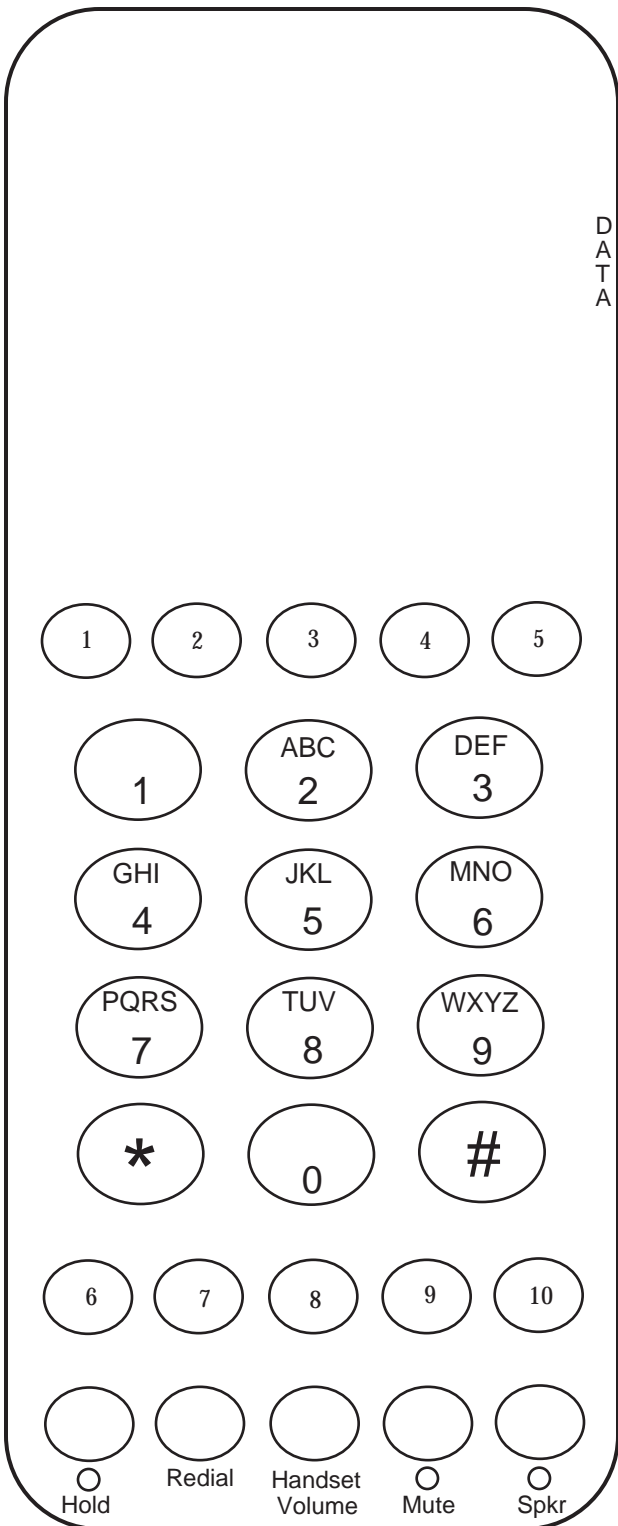 D
A
T
A
1 2 3 4 5
ABC DEF
1 2 3
GHI JKL MNO
4 5 6
PQRS TUV WXYZ
7 8 9
* 0 #
6 7 8 9 10
Redial Handset
Hold Volume Mute Spkr